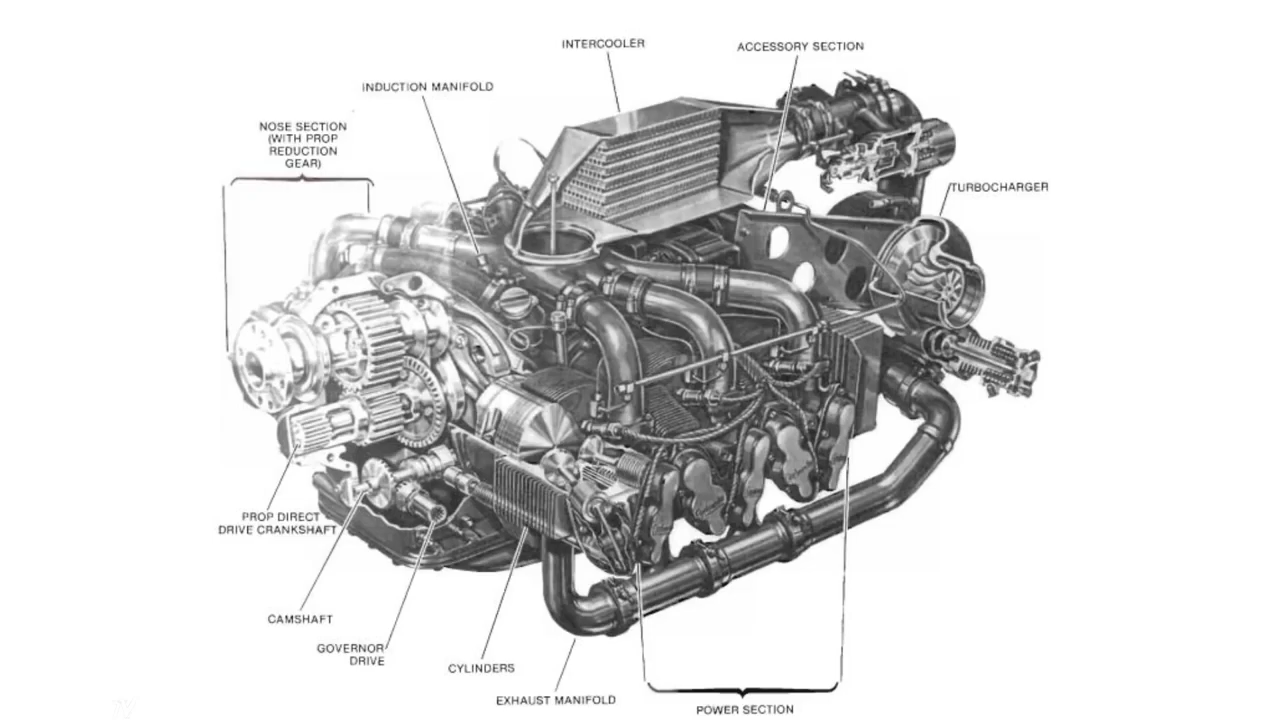 INTERCOOLER
ACCESSORY SECTION
INDUCTION MANIFOLD
NOSE SECTION
(WITH PROP
REDUCTION
GEAR)
TURBOCHARGER
PROP DIRECT
DRIVE CRANKSHAFT
CAMSHAFT
GOVERNOR
DRIVE
CYLINDERS
EXHAUST MANIFOLD
POWER SECTION